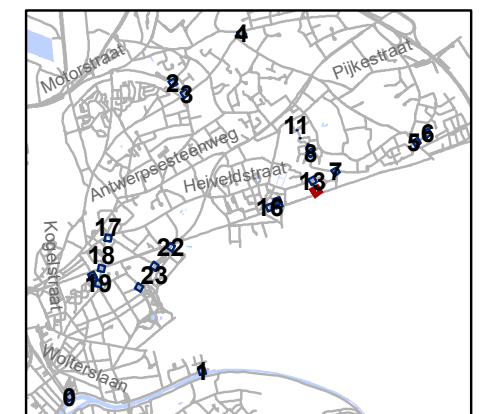 4
Motorstraat
Pijkestraat
2
3
11
6
5
Antwerpsesteenweg
8
7
Heiveldstraat
13
16
17
Kogelstraat
22
18
23
19
Wolterslaan
1
0